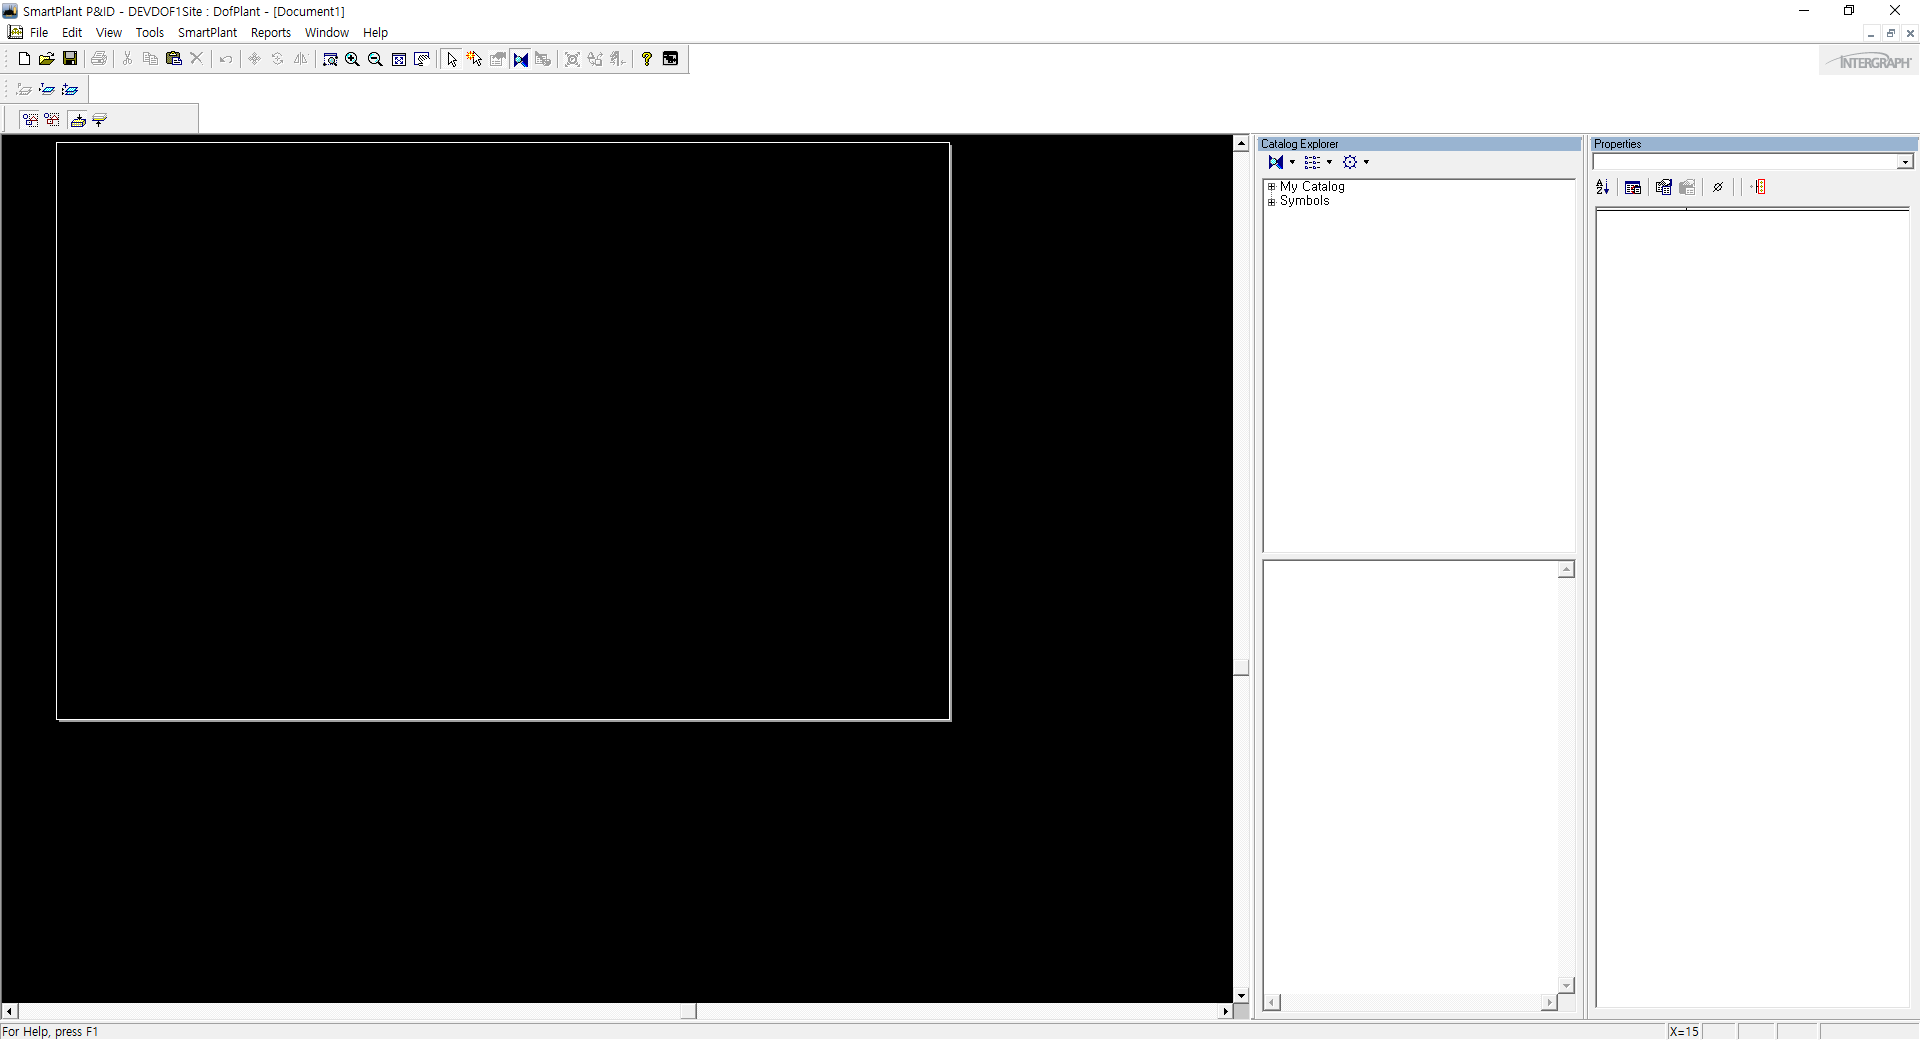 SmartPlant P&ID - DEVDOF1Site : DofPlant - [Document1]
File Edit View Tools SmartPlant Reports Window Help
INTERGRAPH
Catalog Explorer
My Catalog
Symbols
Properties
For Help, press F1
X=15